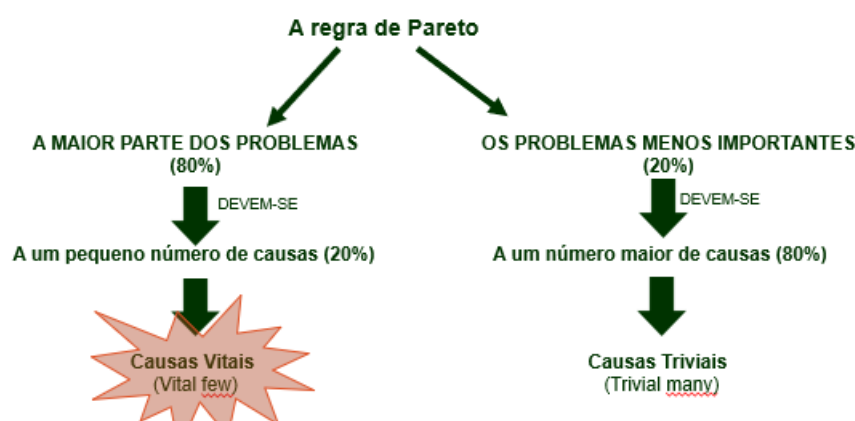 A regra de Pareto
A MAIOR PARTE DOS PROBLEMAS
(80%)
DEVEM-SE
A um pequeno número de causas (20%)
Causas Vitais
(Vital few)
OS PROBLEMAS MENOS IMPORTANTES
(20%)
DEVEM-SE
A um número maior de causas (80%)
Causas Triviais
(Trivial many)